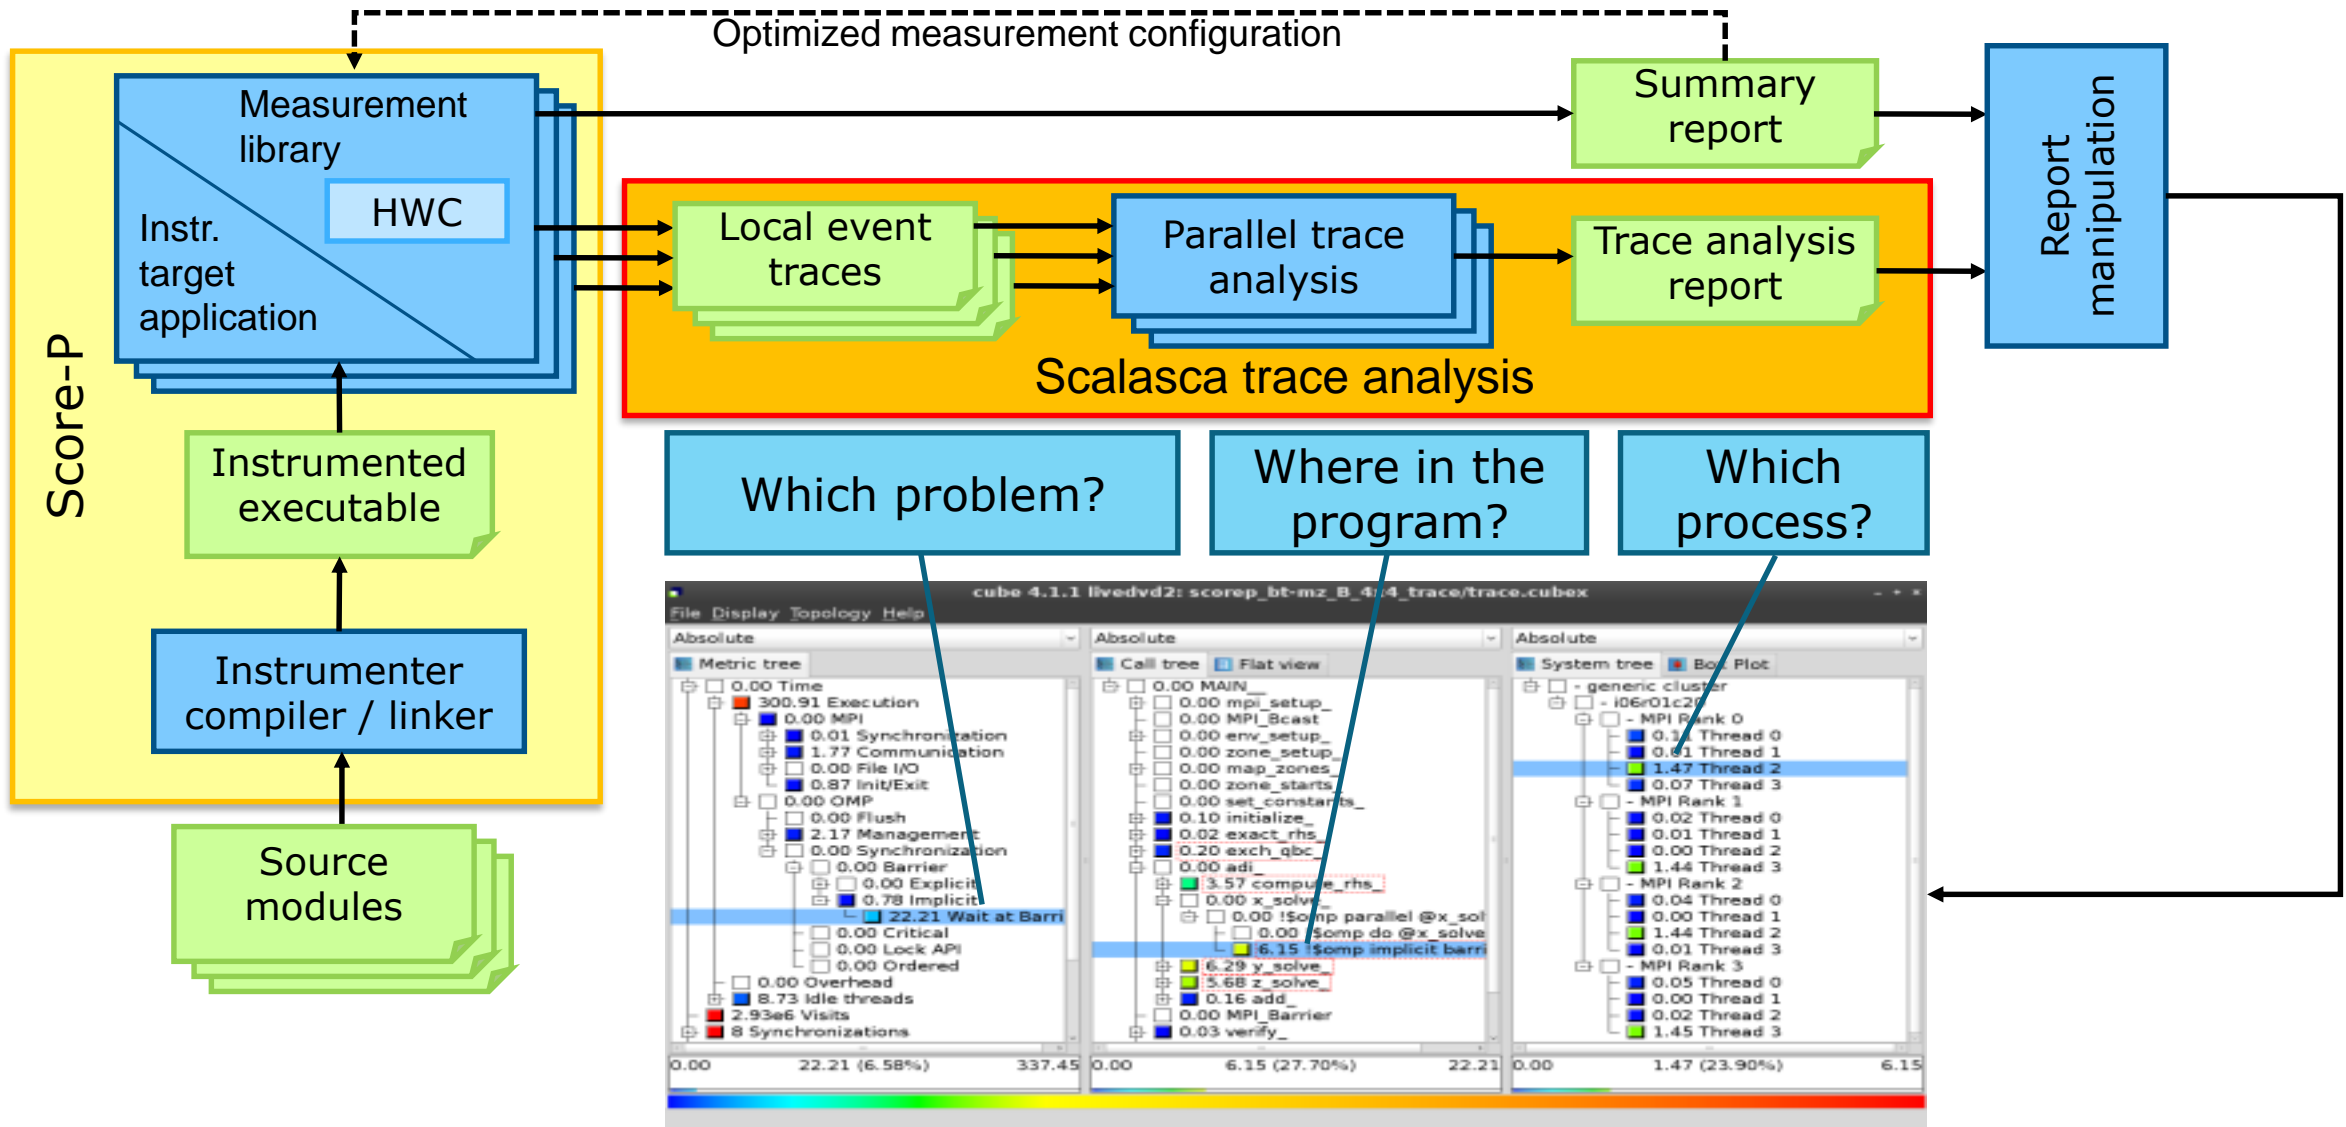 Optimized measurement configuration
Score-P
Measurement
library
HWC
Instr.
target
application
Instrumented
executable
Instrumenter
compiler / linker
Source
modules
Summary
report
Local event
traces
Parallel trace
analysis
Trace analysis
report
Scalasca trace analysis
Report
manipulation
Which problem?
Where in the
program?
Which
process?
cube 4.1.1 livedvd2: scorep_bt-mz_B_4x4_trace/trace.cubex
File Display Topology Help
Absolute
Metric tree
0.00 Time
300.91 Execution
0.00 MPI
0.01 Synchronization
1.77 Communication
0.00 File I/O
0.87 Init/Exit
0.00 OMP
0.00 Flush
2.17 Management
0.00 Synchronization
0.00 Barrier
0.00 Explicit
0.78 Implicit
22.21 Wait at Barri
0.00 Critical
0.00 Lock API
0.00 Ordered
0.00 Overhead
8.73 Idle threads
2.93e6 Visits
8 Synchronizations
0.00 22.21 (6.58%) 337.45
Absolute
Call tree Flat view
0.00 MAIN__
0.00 mpi_setup_
0.00 MPI_Bcast
0.00 env_setup_
0.00 zone_setup_
0.00 map_zones_
0.00 zone_starts_
0.00 set_constants_
0.10 initialize_
0.02 exact_rhs_
0.20 exch_qbc_
0.00 adi_
3.57 compute_rhs_
0.00 x_solve_
0.00 !$omp parallel @x_sol
0.00 !$omp do @x_solve
6.15 !$omp implicit barri
6.29 y_solve_
5.68 z_solve_
0.16 add_
0.00 MPI_Barrier
0.03 verify_
0.00 6.15 (27.70%) 22.21
Absolute
System tree Box Plot
- generic cluster
- i06r01c20
- MPI Rank 0
0.11 Thread 0
0.01 Thread 1
1.47 Thread 2
0.07 Thread 3
- MPI Rank 1
0.02 Thread 0
0.01 Thread 1
0.00 Thread 2
1.44 Thread 3
- MPI Rank 2
0.04 Thread 0
0.00 Thread 1
1.44 Thread 2
0.01 Thread 3
- MPI Rank 3
0.05 Thread 0
0.00 Thread 1
0.02 Thread 2
1.45 Thread 3
0.00 1.47 (23.90%) 6.15